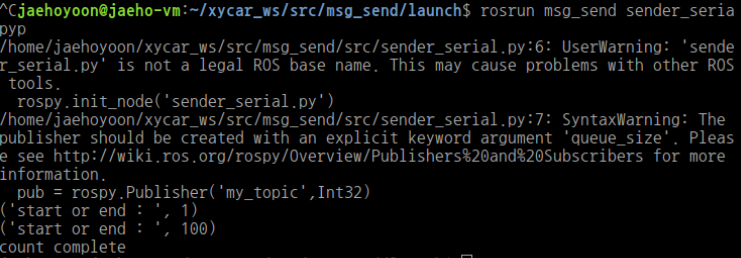 ^Cjaehoyoon@jaeho-vm:~/xycar_ws/src/msg_send/launch$ rosrun msg_send sender_seria
pyp
/home/jaehoyoon/xycar_ws/src/msg_send/src/sender_serial.py:6: UserWarning: 'sende
r_serial.py' is not a legal ROS base name. This may cause problems with other ROS
 tools.
  rospy.init_node('sender_serial.py')
/home/jaehoyoon/xycar_ws/src/msg_send/src/sender_serial.py:7: SyntaxWarning: The
publisher should be created with an explicit keyword argument 'queue_size'. Pleas
e see http://wiki.ros.org/rospy/Overview/Publishers%20and%20Subscribers for more
information.
  pub = rospy.Publisher('my_topic',Int32)
('start or end : ', 1)
('start or end : ', 100)
count complete